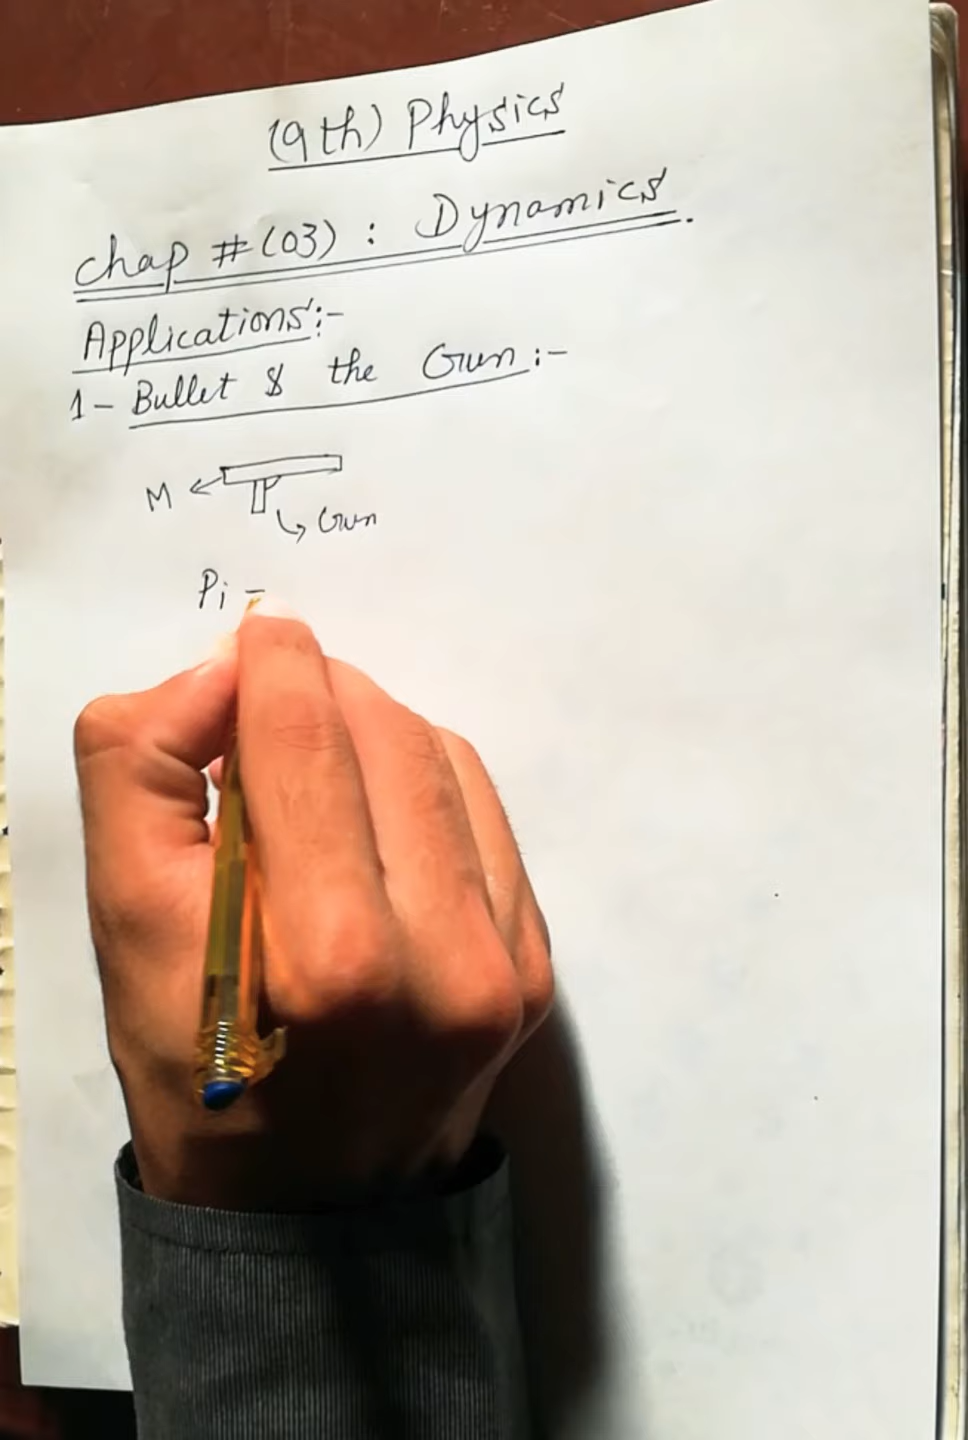 (9th) Physics
Chap #(03) : Dynamics.
Applications:-
1- Bullet & the Gun:-
M
Gun
Pi -